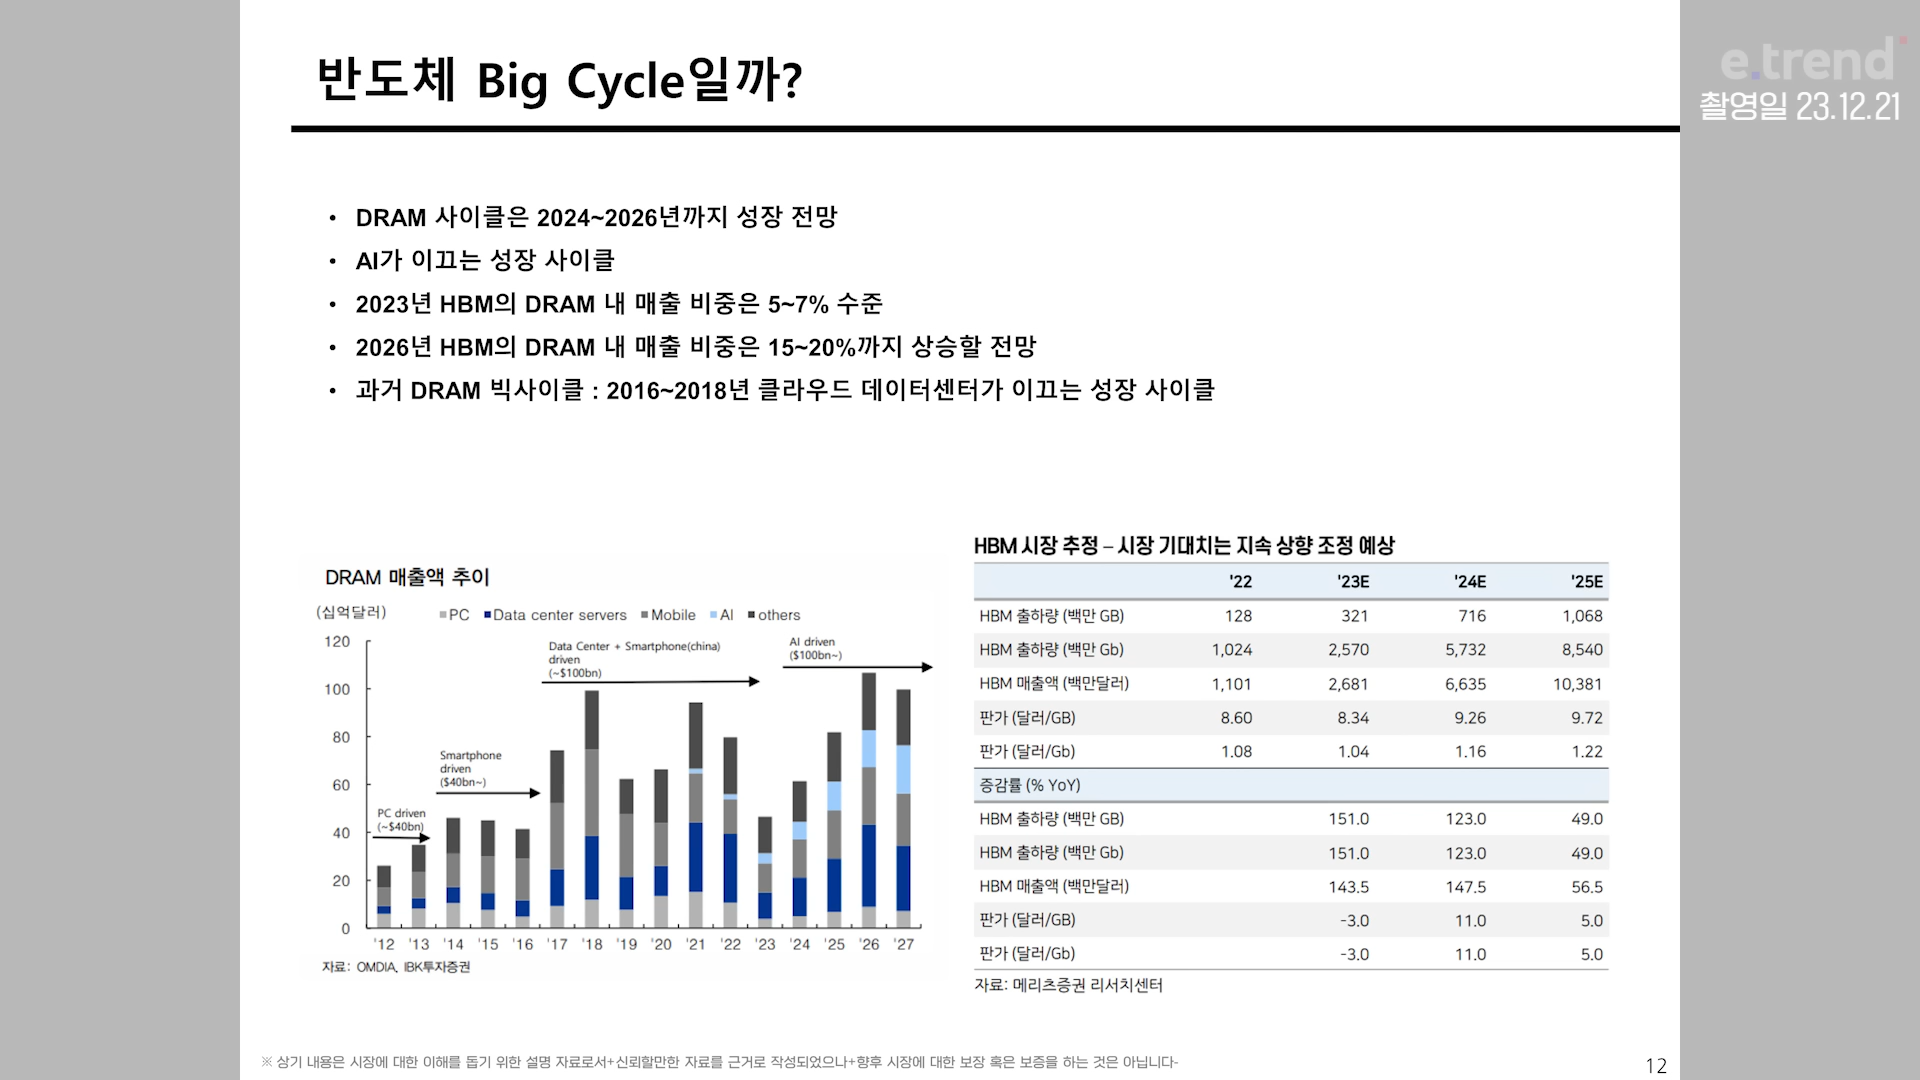 반도체 Big Cycle일까?
e.trend
촬영일 23.12.21
• DRAM 사이클은 2024~2026년까지 성장 전망
• AI가 이끄는 성장 사이클
• 2023년 HBM의 DRAM 내 매출 비중은 5~7% 수준
• 2026년 HBM의 DRAM 내 매출 비중은 15~20%까지 상승할 전망
• 과거 DRAM 빅사이클 : 2016~2018년 클라우드 데이터센터가 이끄는 성장 사이클
DRAM 매출액 추이
(십억달러)
PC Data center servers Mobile AI others
120
100
80
60
40
20
0
PC driven
(~$40bn)
Smartphone
driven
($40bn~)
Data Center + Smartphone(china)
driven
(~$100bn)
AI driven
($100bn~)
'12 '13 '14 '15 '16 '17 '18 '19 '20 '21 '22 '23 '24 '25 '26 '27
자료: OMDIA, IBK투자증권
HBM 시장 추정 – 시장 기대치는 지속 상향 조정 예상
'22 '23E '24E '25E
HBM 출하량 (백만 GB) 128 321 716 1,068
HBM 출하량 (백만 Gb) 1,024 2,570 5,732 8,540
HBM 매출액 (백만달러) 1,101 2,681 6,635 10,381
판가 (달러/GB) 8.60 8.34 9.26 9.72
판가 (달러/Gb) 1.08 1.04 1.16 1.22
증감률 (% YoY)
HBM 출하량 (백만 GB) 151.0 123.0 49.0
HBM 출하량 (백만 Gb) 151.0 123.0 49.0
HBM 매출액 (백만달러) 143.5 147.5 56.5
판가 (달러/GB) -3.0 11.0 5.0
판가 (달러/Gb) -3.0 11.0 5.0
자료: 메리츠증권 리서치센터
※ 상기 내용은 시장에 대한 이해를 돕기 위한 설명 자료로서+신뢰할만한 자료를 근거로 작성되었으나+향후 시장에 대한 보장 혹은 보증을 하는 것은 아닙니다-
12